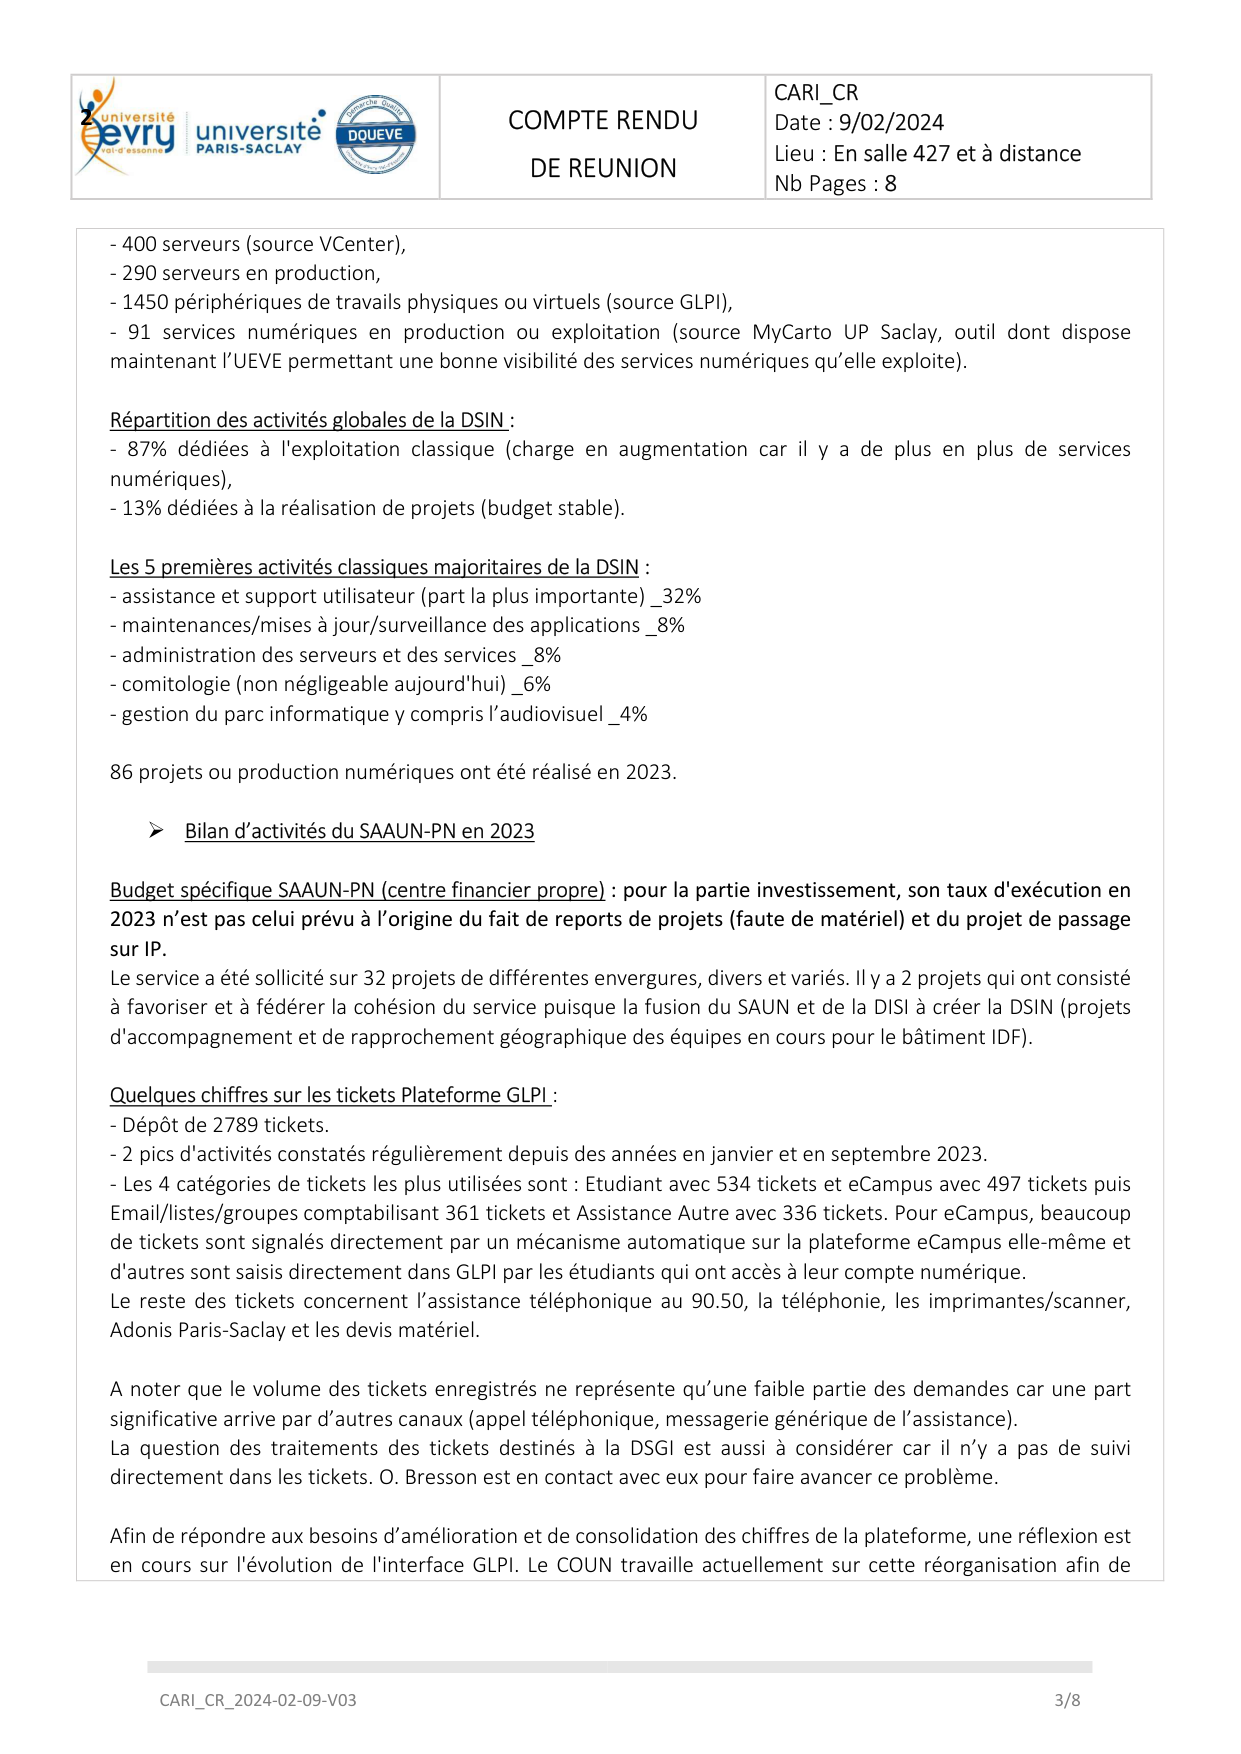 2
université
evry
val-d'essonne
université
PARIS-SACLAY
Démarche Qualité
DQUEVE
COMPTE RENDU
DE REUNION
CARI_CR
Date : 9/02/2024
Lieu : En salle 427 et à distance
Nb Pages : 8
- 400 serveurs (source VCenter),
- 290 serveurs en production,
- 1450 périphériques de travails physiques ou virtuels (source GLPI),
- 91 services numériques en production ou exploitation (source MyCarto UP Saclay, outil dont dispose
maintenant l’UEVE permettant une bonne visibilité des services numériques qu’elle exploite).
Répartition des activités globales de la DSIN :
- 87% dédiées à l'exploitation classique (charge en augmentation car il y a de plus en plus de services
numériques),
- 13% dédiées à la réalisation de projets (budget stable).
Les 5 premières activités classiques majoritaires de la DSIN :
- assistance et support utilisateur (part la plus importante) _32%
- maintenances/mises à jour/surveillance des applications _8%
- administration des serveurs et des services _8%
- comitologie (non négligeable aujourd'hui) _6%
- gestion du parc informatique y compris l’audiovisuel _4%
86 projets ou production numériques ont été réalisé en 2023.
➢ Bilan d’activités du SAAUN-PN en 2023
Budget spécifique SAAUN-PN (centre financier propre) : pour la partie investissement, son taux d'exécution en
2023 n’est pas celui prévu à l’origine du fait de reports de projets (faute de matériel) et du projet de passage
sur IP.
Le service a été sollicité sur 32 projets de différentes envergures, divers et variés. Il y a 2 projets qui ont consisté
à favoriser et à fédérer la cohésion du service puisque la fusion du SAUN et de la DISI à créer la DSIN (projets
d'accompagnement et de rapprochement géographique des équipes en cours pour le bâtiment IDF).
Quelques chiffres sur les tickets Plateforme GLPI :
- Dépôt de 2789 tickets.
- 2 pics d'activités constatés régulièrement depuis des années en janvier et en septembre 2023.
- Les 4 catégories de tickets les plus utilisées sont : Etudiant avec 534 tickets et eCampus avec 497 tickets puis
Email/listes/groupes comptabilisant 361 tickets et Assistance Autre avec 336 tickets. Pour eCampus, beaucoup
de tickets sont signalés directement par un mécanisme automatique sur la plateforme eCampus elle-même et
d'autres sont saisis directement dans GLPI par les étudiants qui ont accès à leur compte numérique.
Le reste des tickets concernent l’assistance téléphonique au 90.50, la téléphonie, les imprimantes/scanner,
Adonis Paris-Saclay et les devis matériel.
A noter que le volume des tickets enregistrés ne représente qu’une faible partie des demandes car une part
significative arrive par d’autres canaux (appel téléphonique, messagerie générique de l’assistance).
La question des traitements des tickets destinés à la DSGI est aussi à considérer car il n’y a pas de suivi
directement dans les tickets. O. Bresson est en contact avec eux pour faire avancer ce problème.
Afin de répondre aux besoins d’amélioration et de consolidation des chiffres de la plateforme, une réflexion est
en cours sur l'évolution de l'interface GLPI. Le COUN travaille actuellement sur cette réorganisation afin de
CARI_CR_2024-02-09-V03
3/8